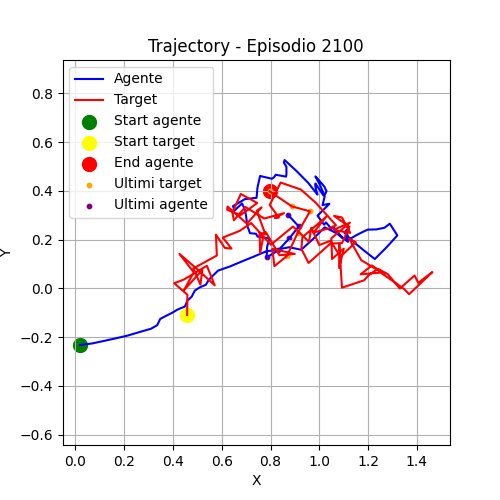 Trajectory - Episodio 2100
Agente
Target
Start agente
Start target
End agente
Ultimi target
Ultimi agente
0.8
0.6
0.4
0.2
0.0
−0.2
−0.4
−0.6
Y
0.0 0.2 0.4 0.6 0.8 1.0 1.2 1.4
X